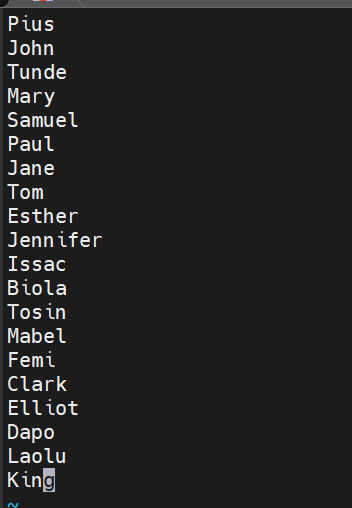 Pius
John
Tunde
Mary
Samuel
Paul
Jane
Tom
Esther
Jennifer
Issac
Biola
Tosin
Mabel
Femi
Clark
Elliot
Dapo
Laolu
King
~